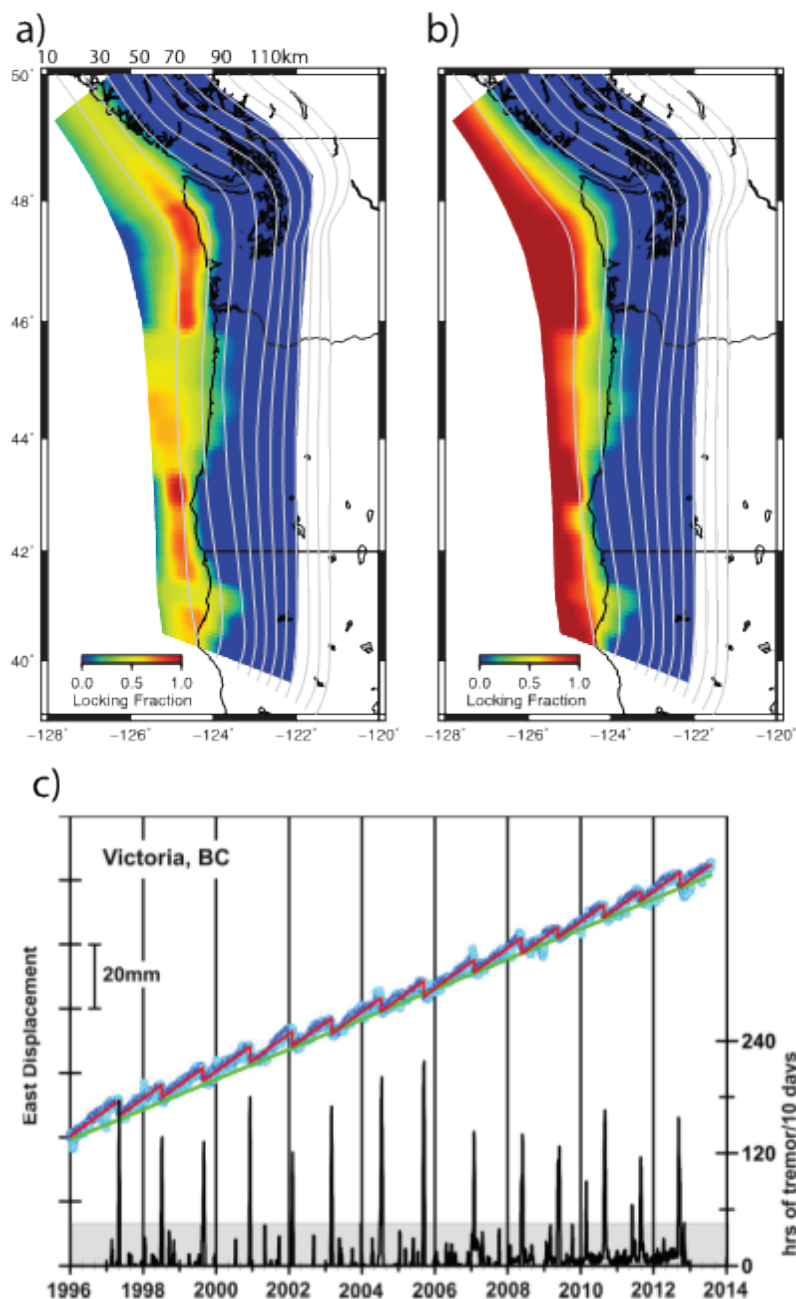 a) b)
10 30 50 70 90 110km
50°
48°
46°
44°
42°
40°
0.0 0.5 1.0
Locking Fraction
−128° −126° −124° −122° −120°
0.0 0.5 1.0
Locking Fraction
−128° −126° −124° −122° −120°
c)
Victoria, BC
20mm
East Displacement
240
120
0
hrs of tremor/10 days
1996 1998 2000 2002 2004 2006 2008 2010 2012 2014